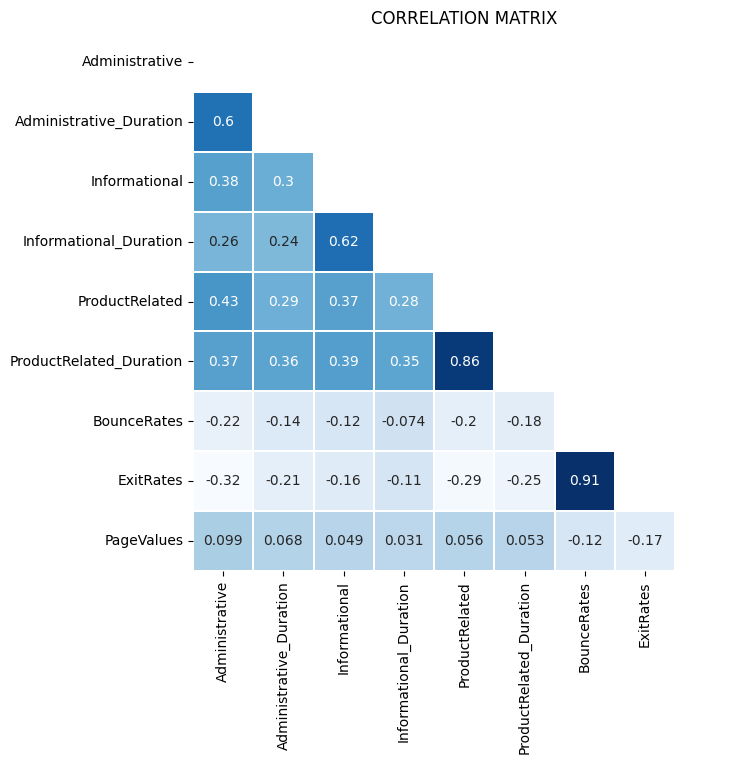 CORRELATION MATRIX
Administrative
Administrative_Duration
0.6
Informational
0.38 0.3
Informational_Duration
0.26 0.24 0.62
ProductRelated
0.43 0.29 0.37 0.28
ProductRelated_Duration
0.37 0.36 0.39 0.35 0.86
BounceRates
-0.22 -0.14 -0.12 -0.074 -0.2 -0.18
ExitRates
-0.32 -0.21 -0.16 -0.11 -0.29 -0.25 0.91
PageValues
0.099 0.068 0.049 0.031 0.056 0.053 -0.12 -0.17
Administrative
Administrative_Duration
Informational
Informational_Duration
ProductRelated
ProductRelated_Duration
BounceRates
ExitRates